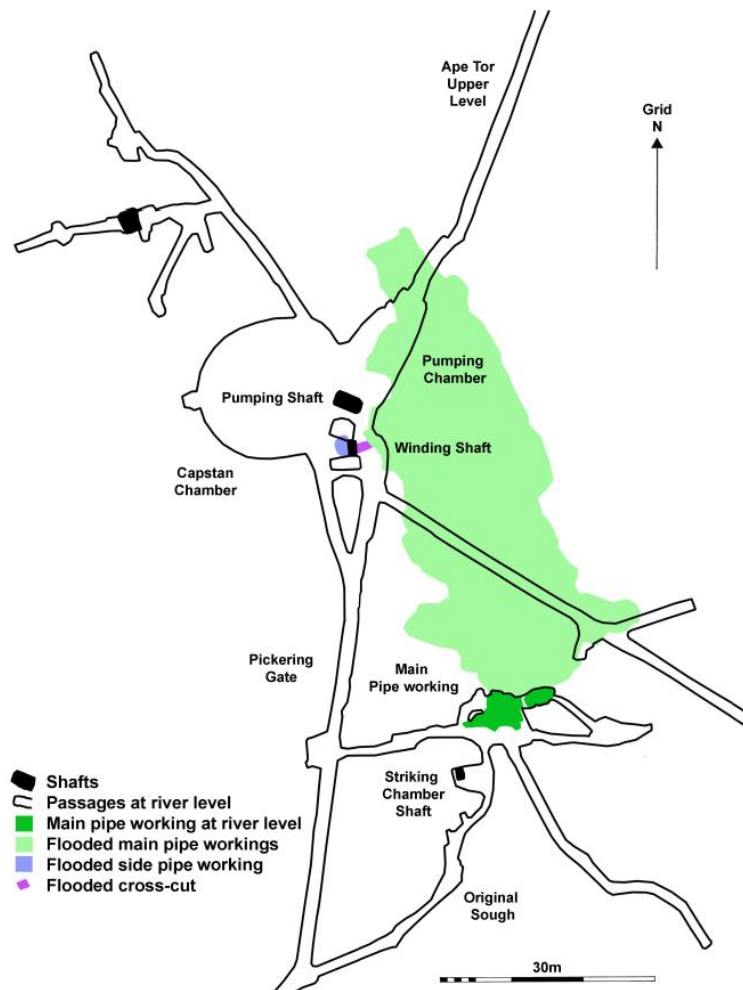 Ape Tor
Upper
Level
Grid
N
Pumping
Chamber
Pumping Shaft
Winding Shaft
Capstan
Chamber
Pickering
Gate
Main
Pipe working
Striking
Chamber
Shaft
Original
Sough
Shafts
Passages at river level
Main pipe working at river level
Flooded main pipe workings
Flooded side pipe working
Flooded cross-cut
30m